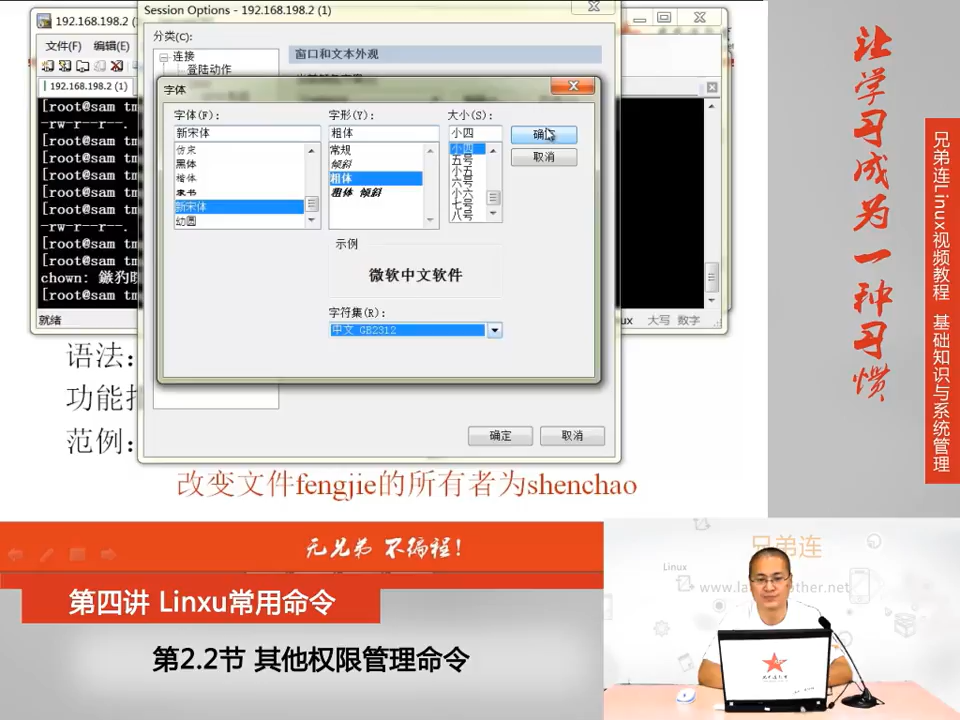 Session Options - 192.168.198.2 (1)
192.168.198.2 (
分类(C):
文件(F) 编辑(E)
连接
登陆动作
窗口和文本外观
192.168.198.2 (1)
字体
字体(F):
字形(Y):
大小(S):
新宋体
粗体
小四
确定
取消
仿宋
黑体
楷体
隶书
新宋体
幼圆
常规
倾斜
粗体
粗体 倾斜
小四
五号
小五
六号
小六
七号
八号
示例
微软中文软件
字符集(R):
中文 GB2312
[root@sam tm
-rw-r--r--.
[root@sam tm
[root@sam tm
[root@sam tm
[root@sam tm
[root@sam tm
-rw-r--r--.
[root@sam tm
[root@sam tm
chown:
[root@sam tm
就绪
ux 大写 数字
语法:
功能
范例:
确定
取消
改变文件fengjie的所有者为shenchao
让学习成为一种习惯
兄弟连Linux视频教程 基础知识与系统管理
无兄弟 不编程!
第四讲 Linxu常用命令
第2.2节 其他权限管理命令
兄弟连
Linux